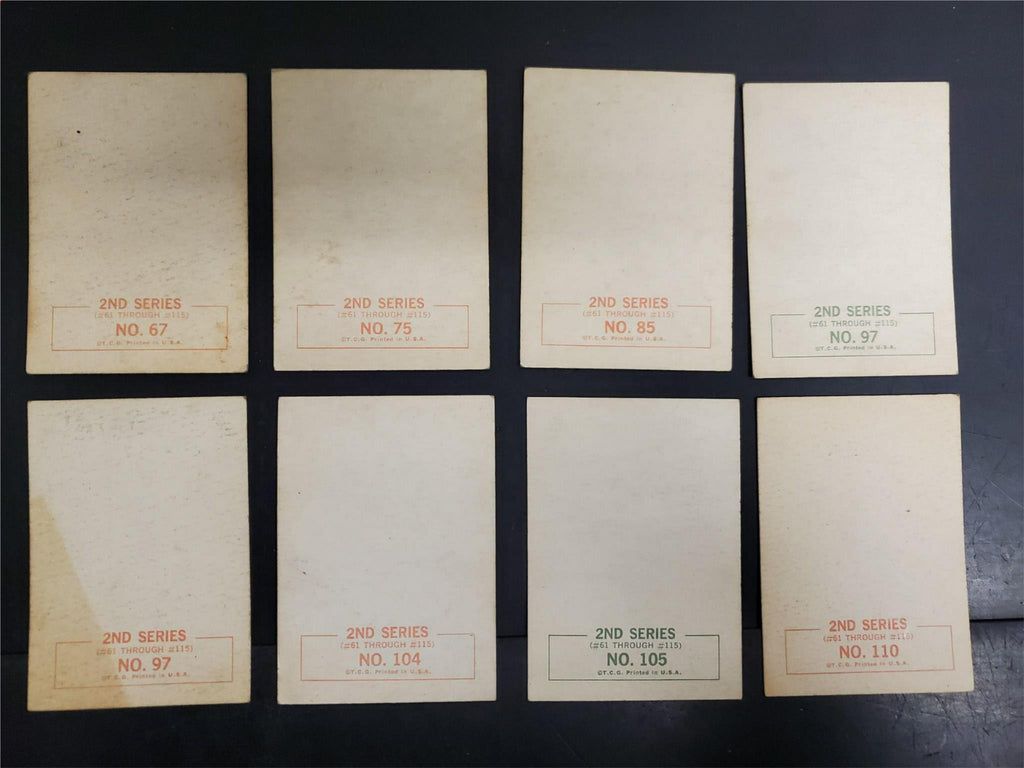 2ND SERIES
(#61 THROUGH #115)
NO. 67
©T.C.G. Printed in U.S.A.
2ND SERIES
(#61 THROUGH #115)
NO. 75
©T.C.G. Printed in U.S.A.
2ND SERIES
(#61 THROUGH #115)
NO. 85
©T.C.G. Printed in U.S.A.
2ND SERIES
(#61 THROUGH #115)
NO. 97
©T.C.G. Printed in U.S.A.
2ND SERIES
(#61 THROUGH #115)
NO. 97
©T.C.G. Printed in U.S.A.
2ND SERIES
(#61 THROUGH #115)
NO. 104
©T.C.G. Printed in U.S.A.
2ND SERIES
(#61 THROUGH #115)
NO. 105
©T.C.G. Printed in U.S.A.
2ND SERIES
(#61 THROUGH #115)
NO. 110
©T.C.G. Printed in U.S.A.